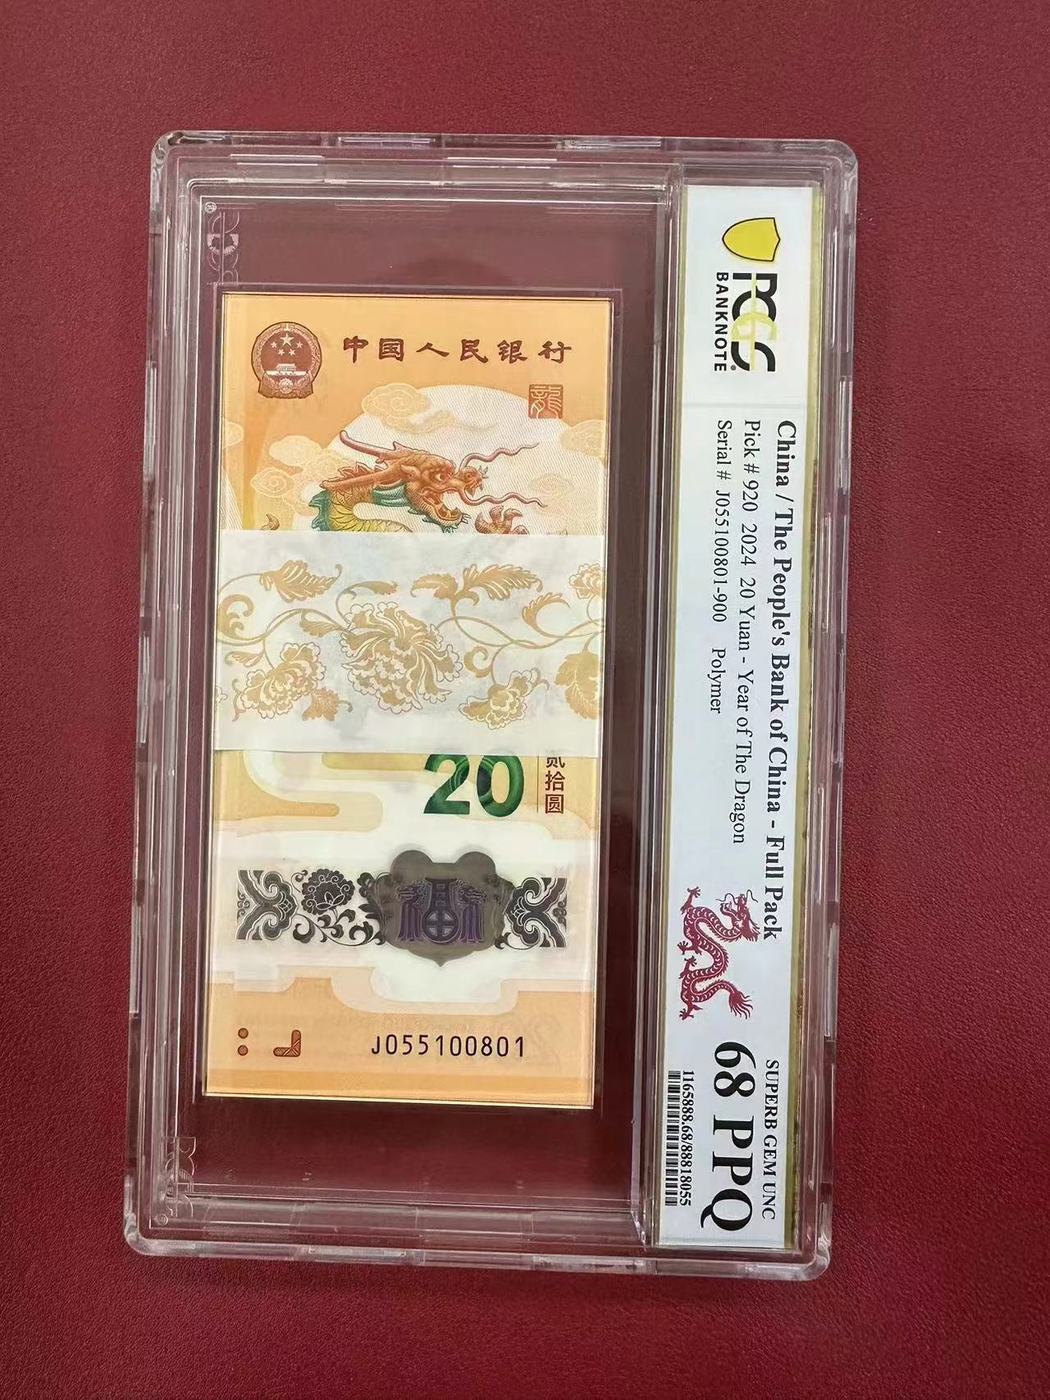 中国人民银行
龍
20
贰拾圆
福
J055100801
PCGS
BANKNOTE
China / The People's Bank of China - Full Pack
Pick # 920 2024 20 Yuan - Year of The Dragon
Serial # J055100801-900 Polymer
SUPERB GEM UNC
68 PPQ
1165888.68/88818055